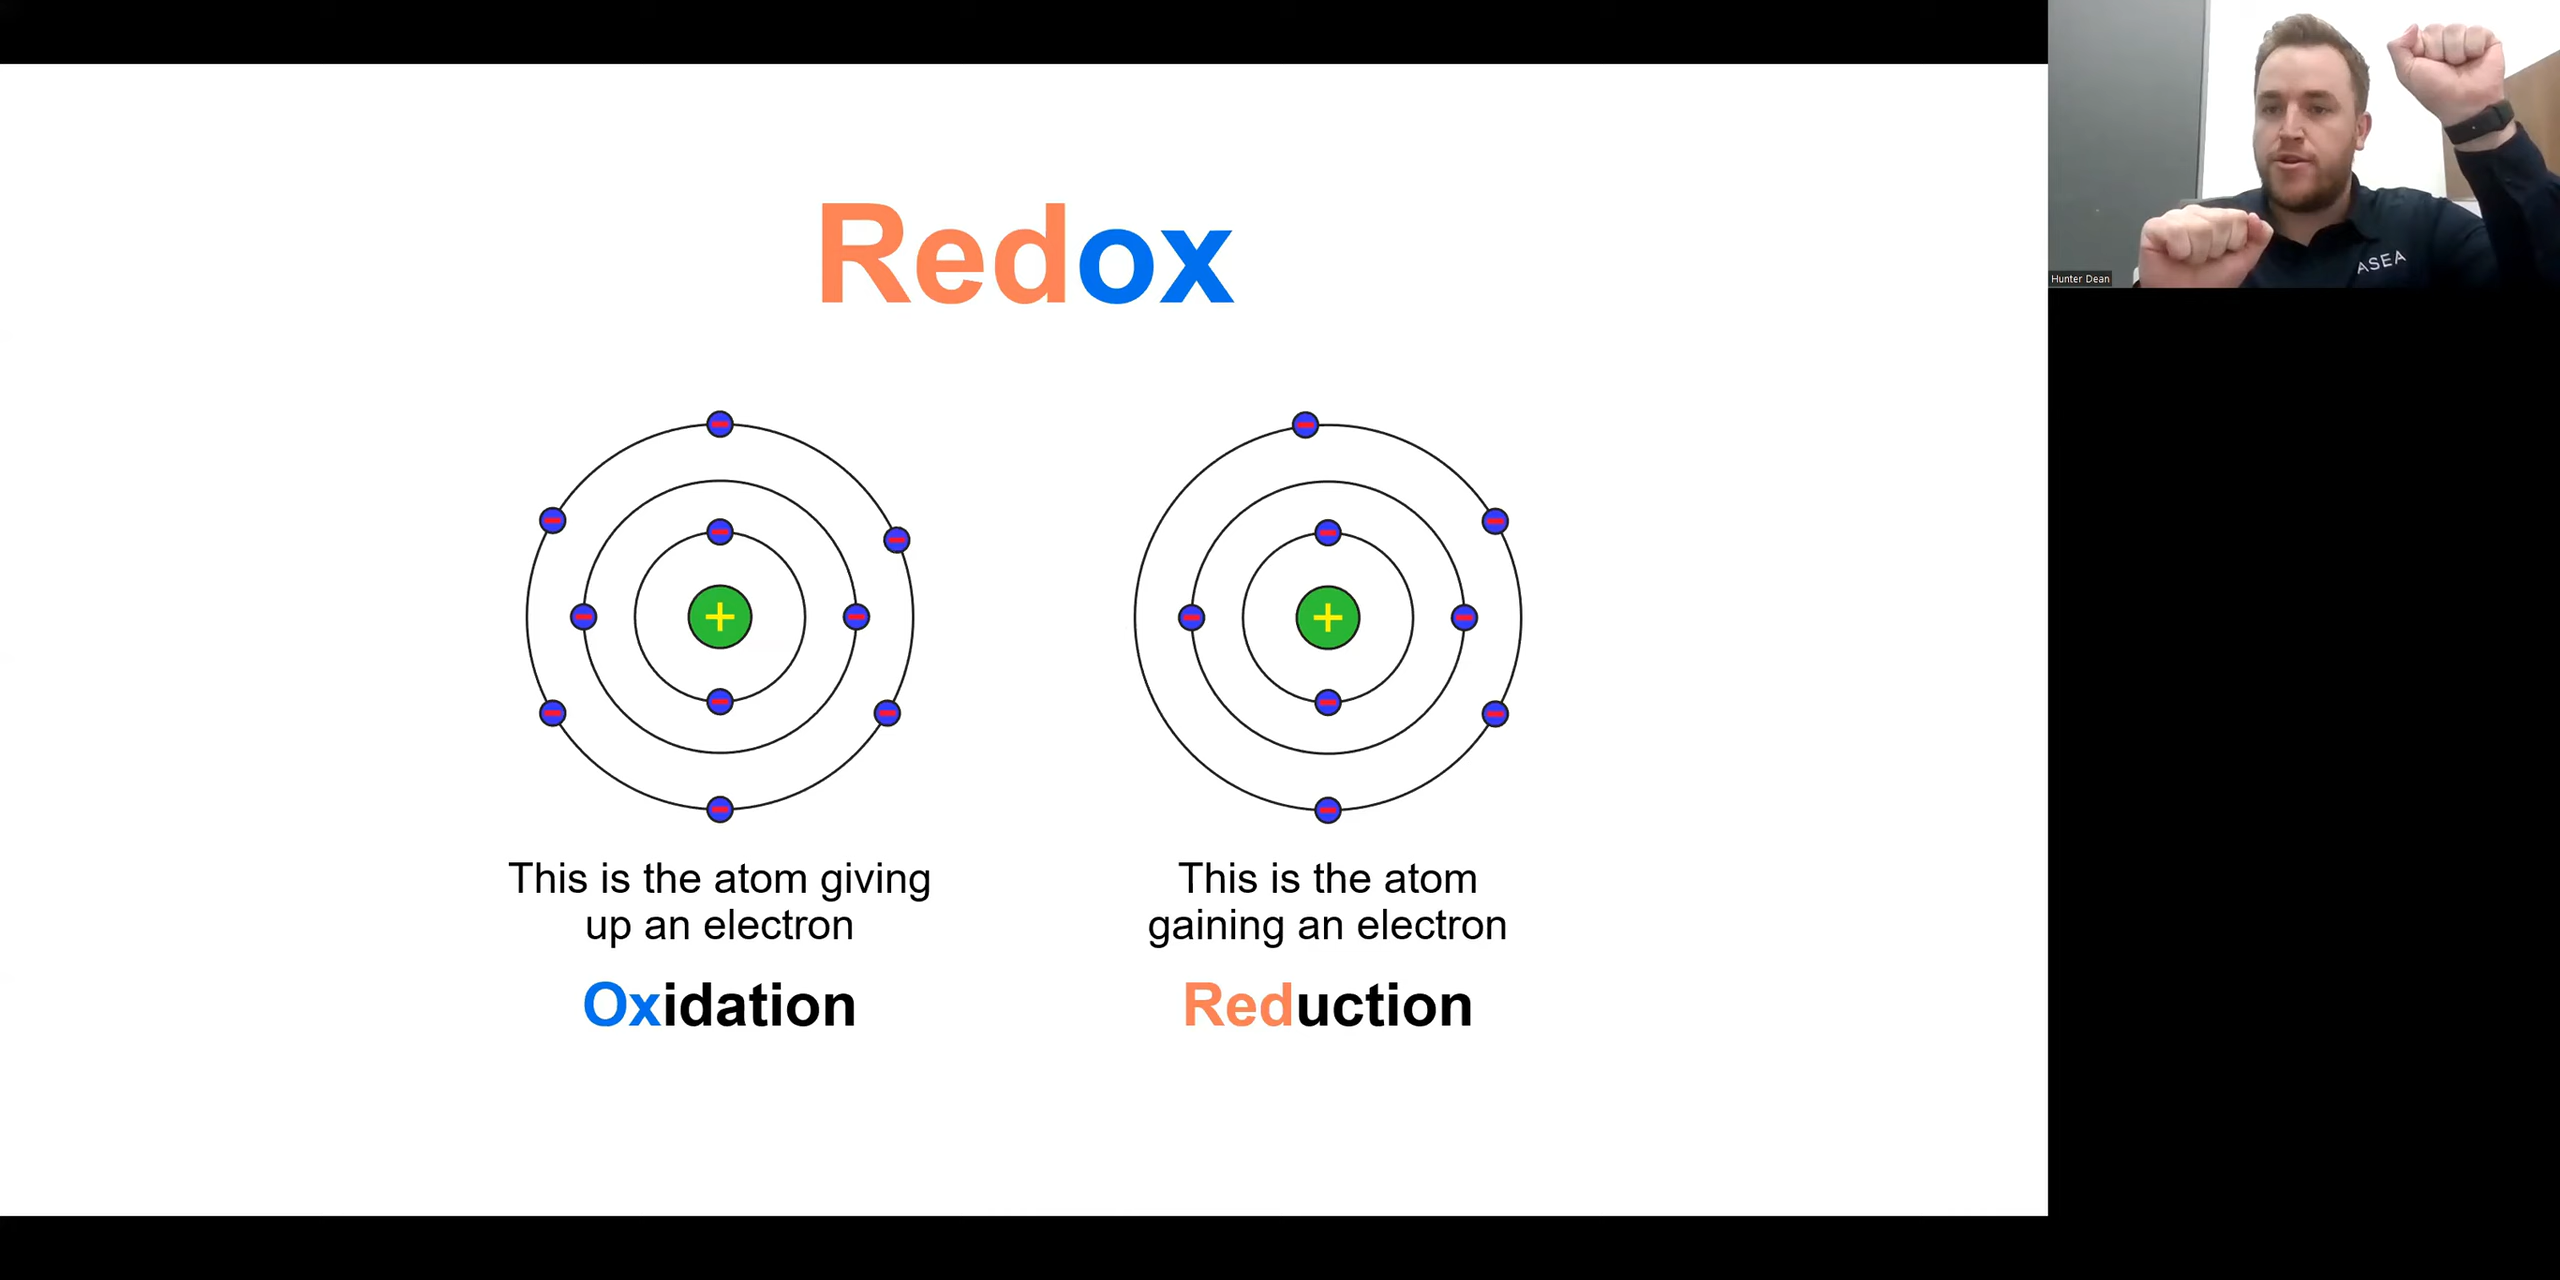 Redox
This is the atom giving
up an electron
Oxidation
This is the atom
gaining an electron
Reduction
ASEA
Hunter Dean